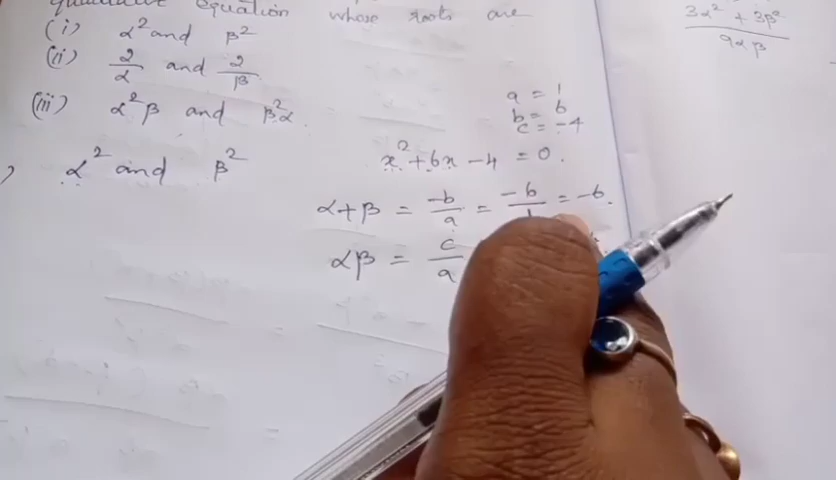 quadratic equation whose roots are
(i) α² and β²
(ii) 2/α and 2/β
(iii) α²β and β²α.
3α² + 3β²
9αβ
a = 1
b = 6
c = -4
α² and β²
x² + 6x - 4 = 0.
α+β = -b/a = -6/1 = -6.
αβ = c/a